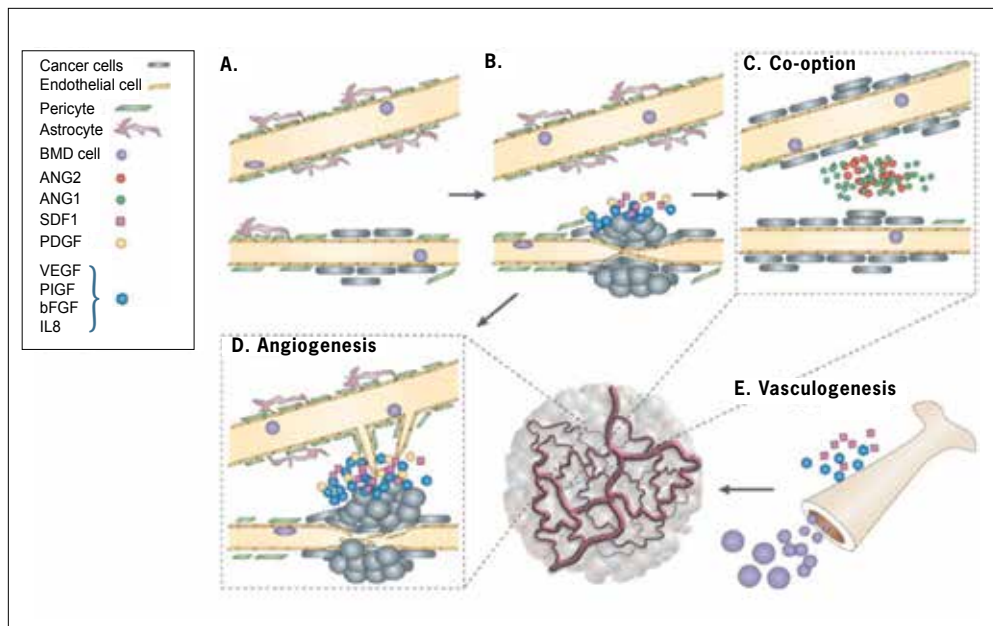 Cancer cells
Endothelial cell
Pericyte
Astrocyte
BMD cell
ANG2
ANG1
SDF1
PDGF
VEGF
PIGF
bFGF
IL8
A.
B.
C. Co-option
D. Angiogenesis
E. Vasculogenesis